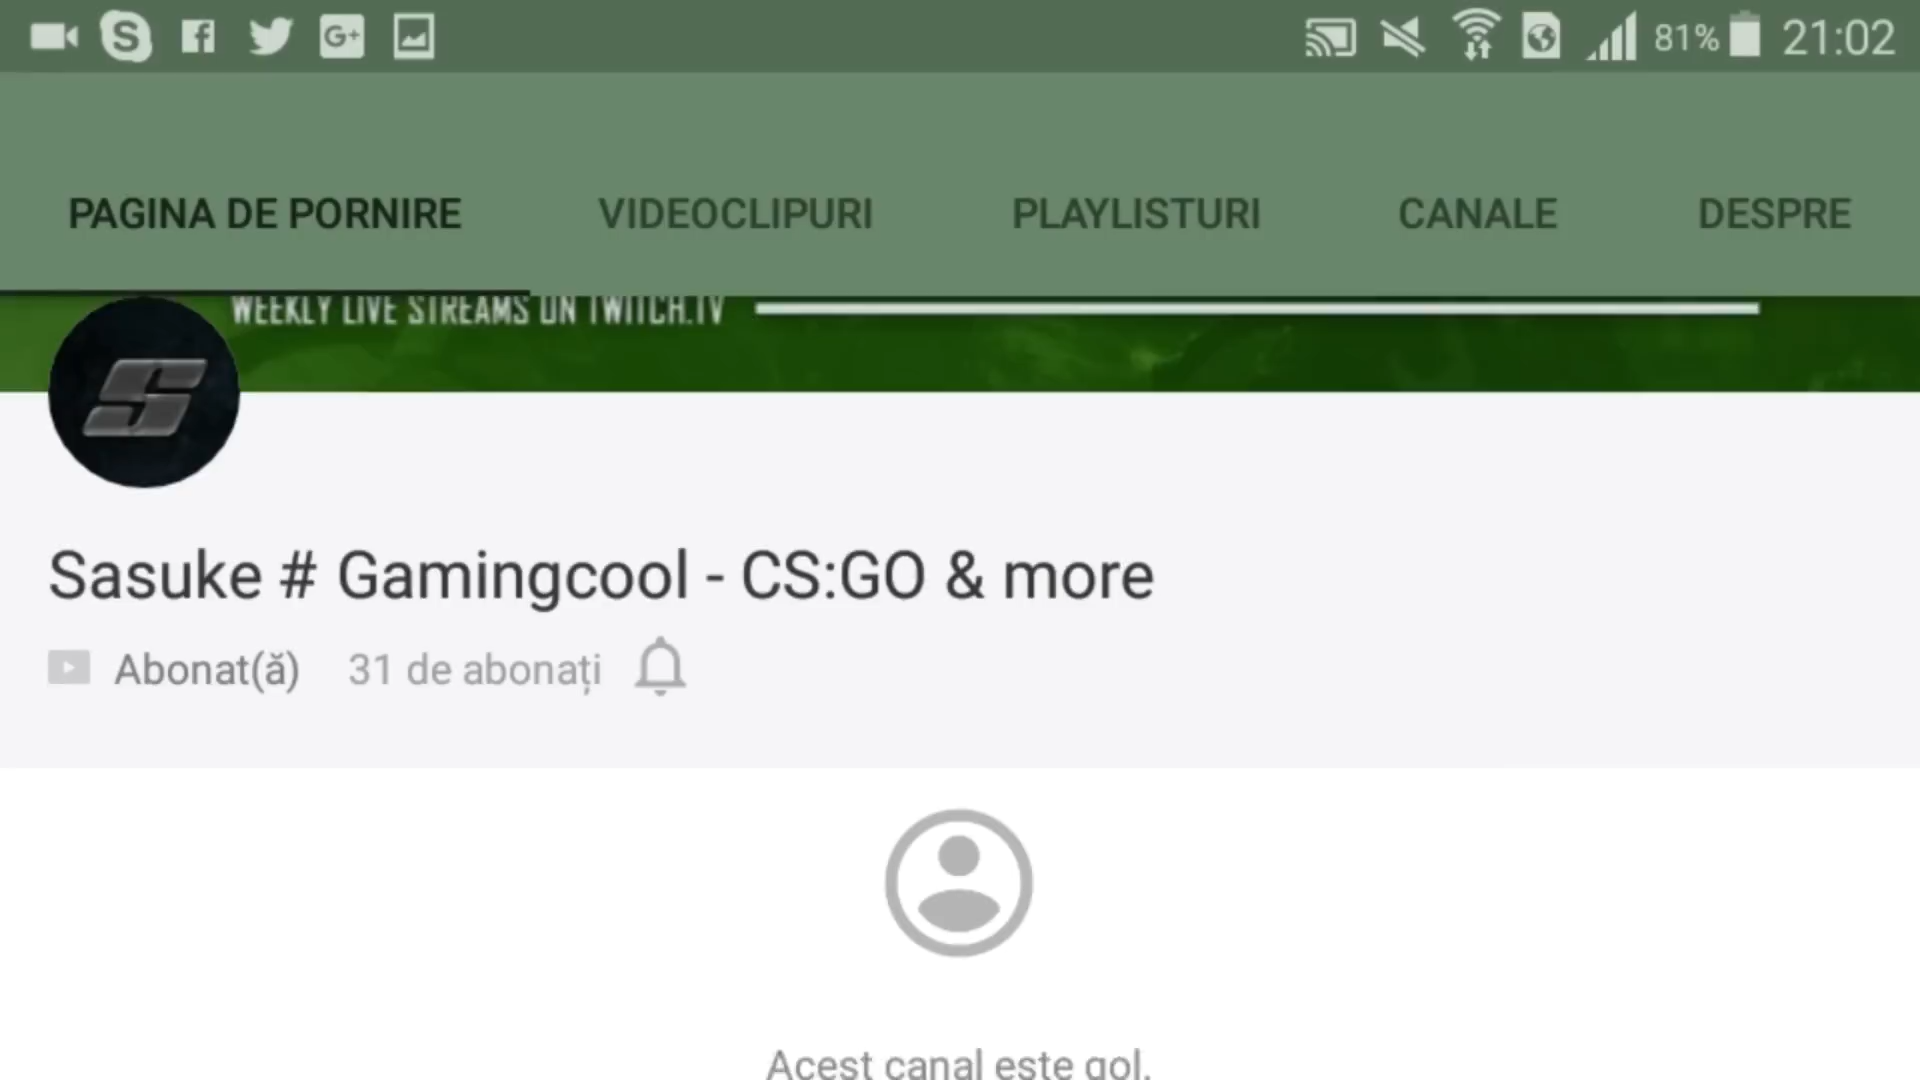 81% 21:02
PAGINA DE PORNIRE VIDEOCLIPURI PLAYLISTURI CANALE DESPRE
WEEKLY LIVE STREAMS ON TWITCH.TV
S
Sasuke # Gamingcool - CS:GO & more
Abonat(ă) 31 de abonați
Acest canal este gol.